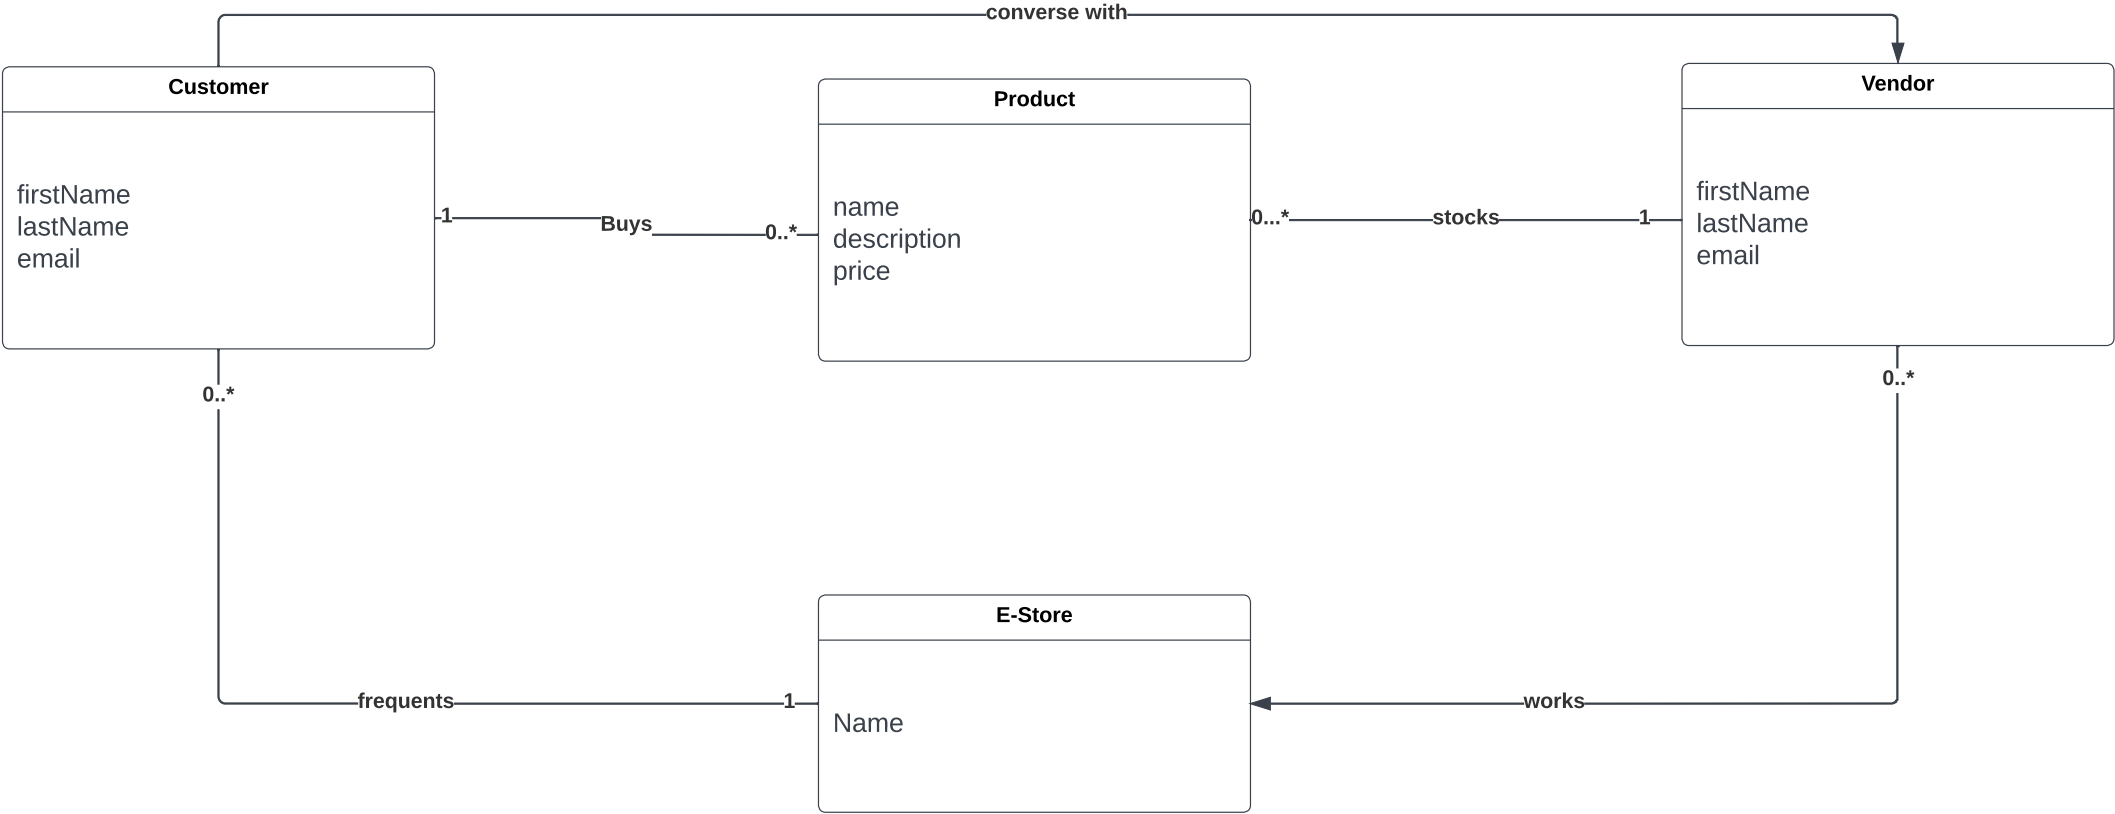 converse with
Customer
firstName
lastName
email
1
Buys
0..*
Product
name
description
price
0...*
stocks
1
Vendor
firstName
lastName
email
0..*
0..*
frequents
1
E-Store
Name
works